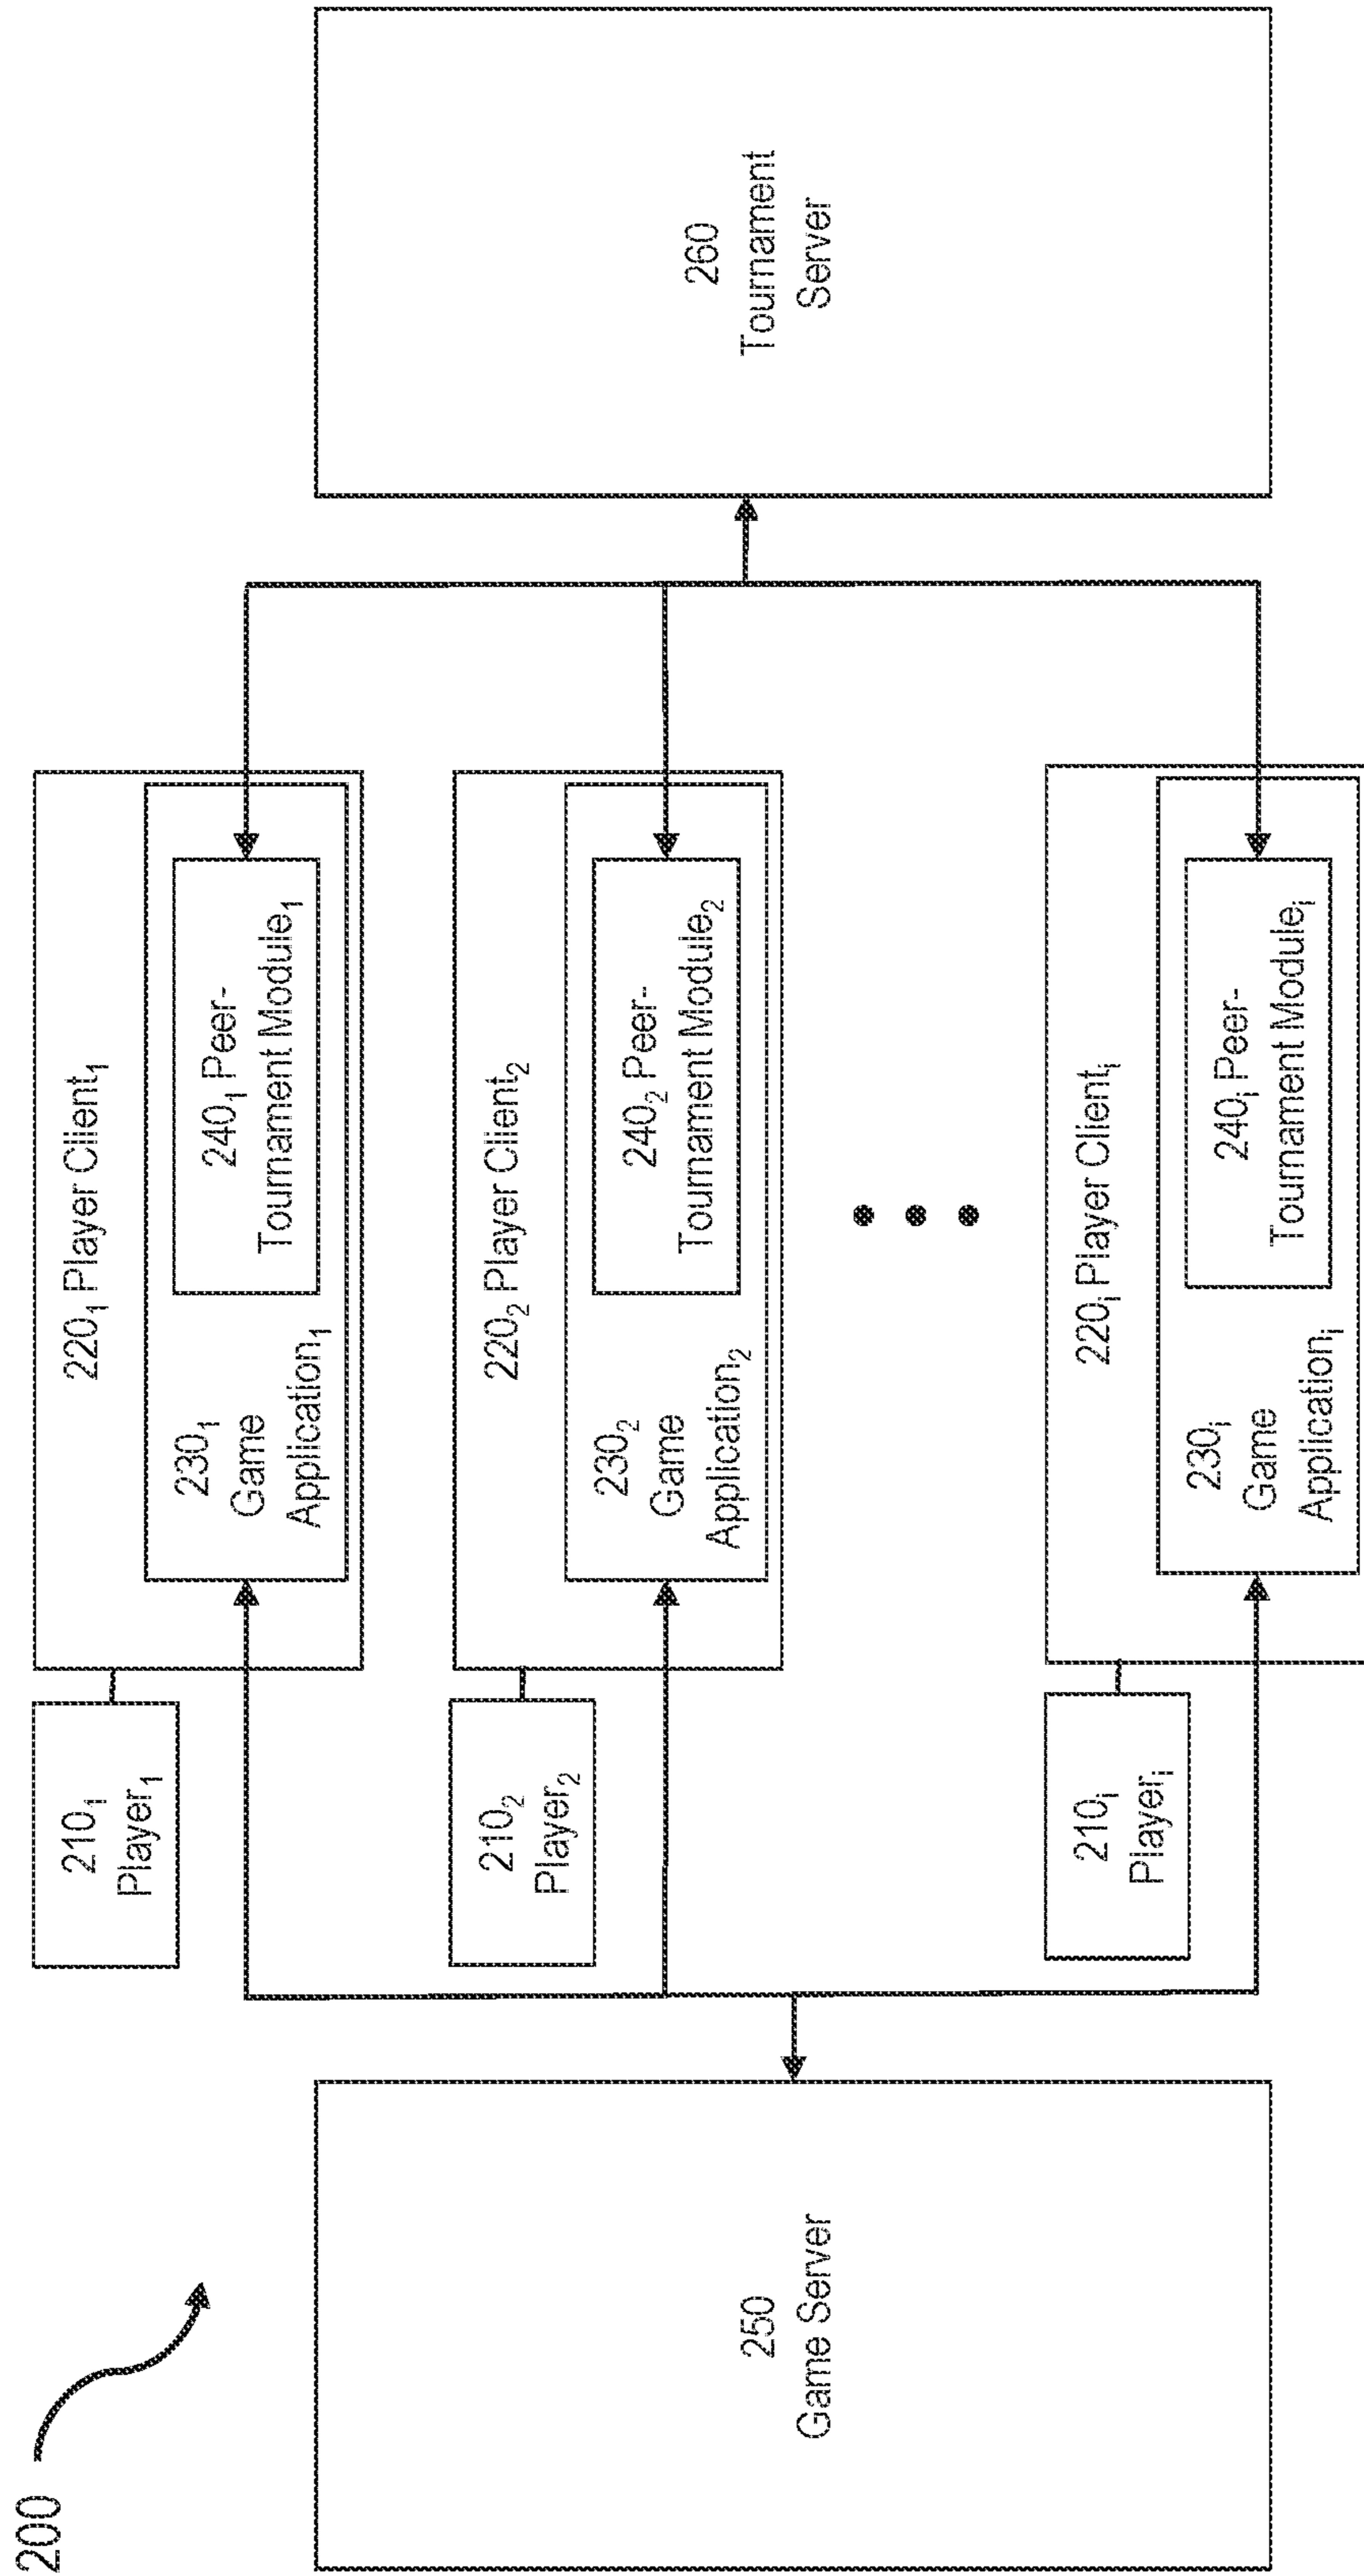 200
210₁
Player₁
220₁ Player Client₁
230₁
Game
Application₁
240₁ Peer-
Tournament Module₁
210₂
Player₂
220₂ Player Client₂
230₂
Game
Application₂
240₂ Peer-
Tournament Module₂
210ᵢ
Playerᵢ
220ᵢ Player Clientᵢ
230ᵢ
Game
Applicationᵢ
240ᵢ Peer-
Tournament Moduleᵢ
250
Game Server
260
Tournament
Server